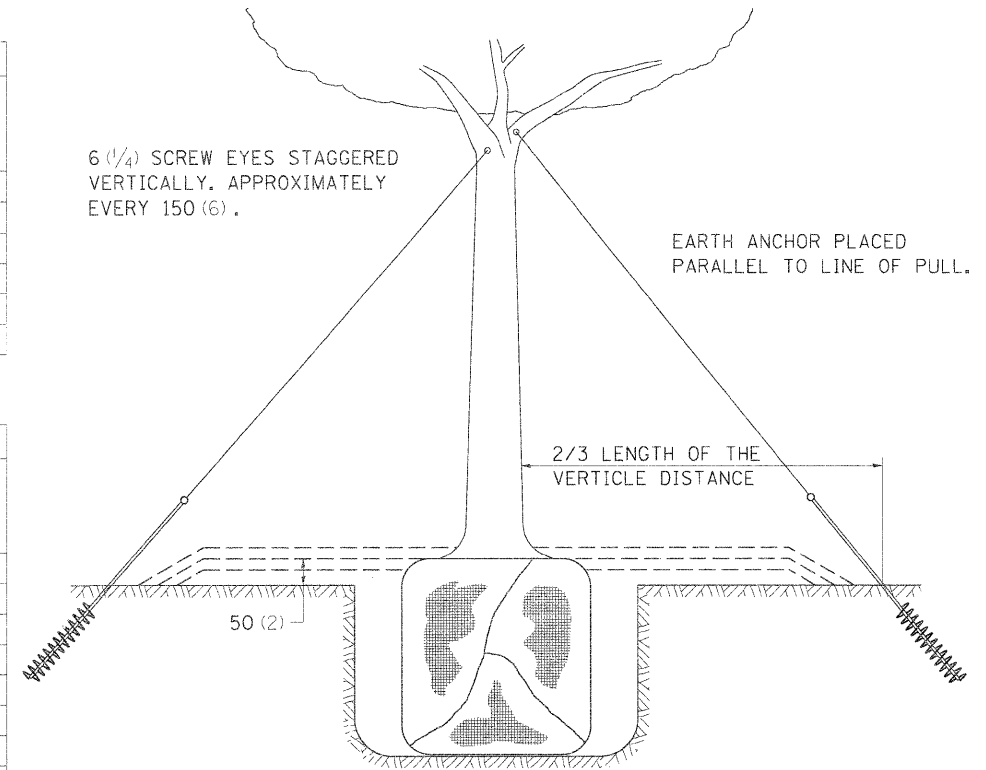 6 (1/4) SCREW EYES STAGGERED
VERTICALLY. APPROXIMATELY
EVERY 150 (6).
EARTH ANCHOR PLACED
PARALLEL TO LINE OF PULL.
2/3 LENGTH OF THE
VERTICLE DISTANCE
50 (2)